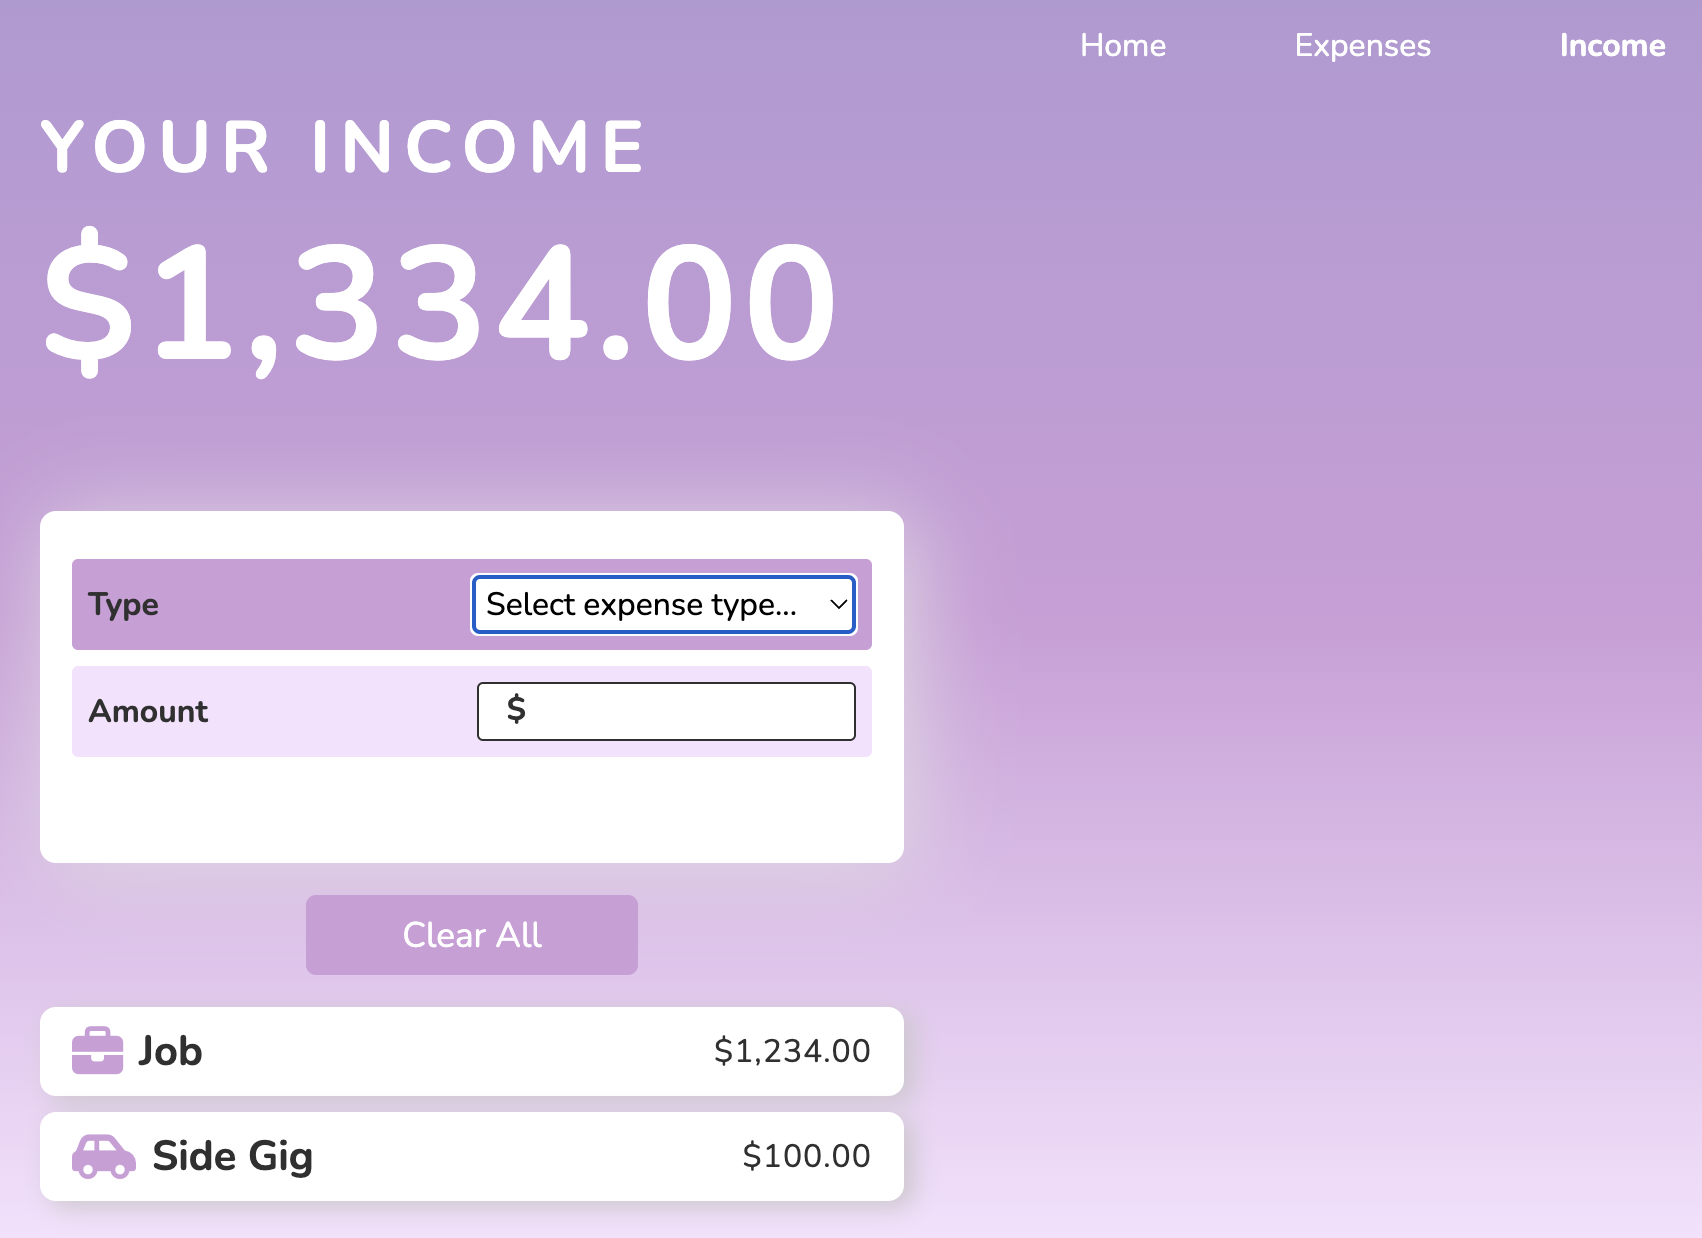 Home Expenses Income
YOUR INCOME
$1,334.00
Type Select expense type...
Amount $
Clear All
Job $1,234.00
Side Gig $100.00